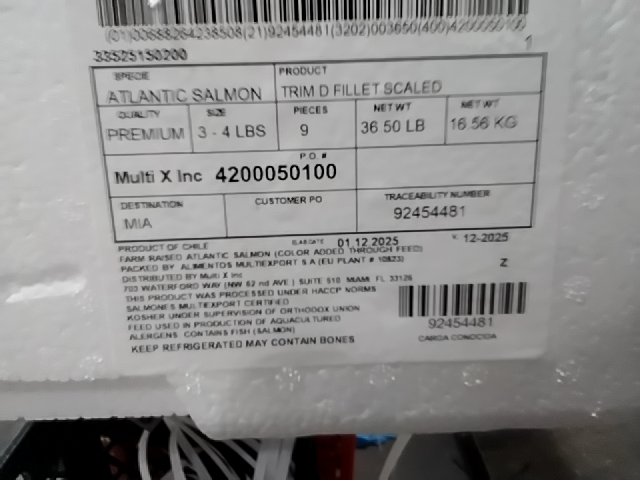 (01)00688264238508(21)92454481(3202)003650(400)4200050100
33525150200
1
SPECIE
ATLANTIC SALMON
PRODUCT
TRIM D FILLET SCALED
QUALITY
PREMIUM
SIZE
3 - 4 LBS
PIECES
9
NET WT
36.50 LB
NET WT
16.56 KG
P.O. #
Multi X Inc 4200050100
DESTINATION
MIA
CUSTOMER PO
TRACEABILITY NUMBER
92454481
PRODUCT OF CHILE
ELAB DATE 01.12.2025
12-2025
FARM RAISED ATLANTIC SALMON (COLOR ADDED THROUGH FEED)
PACKED BY ALIMENTOS MULTIEXPORT S A (EU PLANT # 10623)
Z
DISTRIBUTED BY Multi X Inc
703 WATERFORD WAY (NW 62 nd AVE ) SUITE 510 MIAMI FL 33126
THIS PRODUCT WAS PROCESSED UNDER HACCP NORMS
SALMONES MULTIEXPORT CERTIFIED
KOSHER UNDER SUPERVISION OF ORTHODOX UNION
FEED USED IN PRODUCTION OF AQUACULTURED
ALERGENS CONTAINS FISH (SALMON)
KEEP REFRIGERATED MAY CONTAIN BONES
92454481
CARGA CONOCIDA